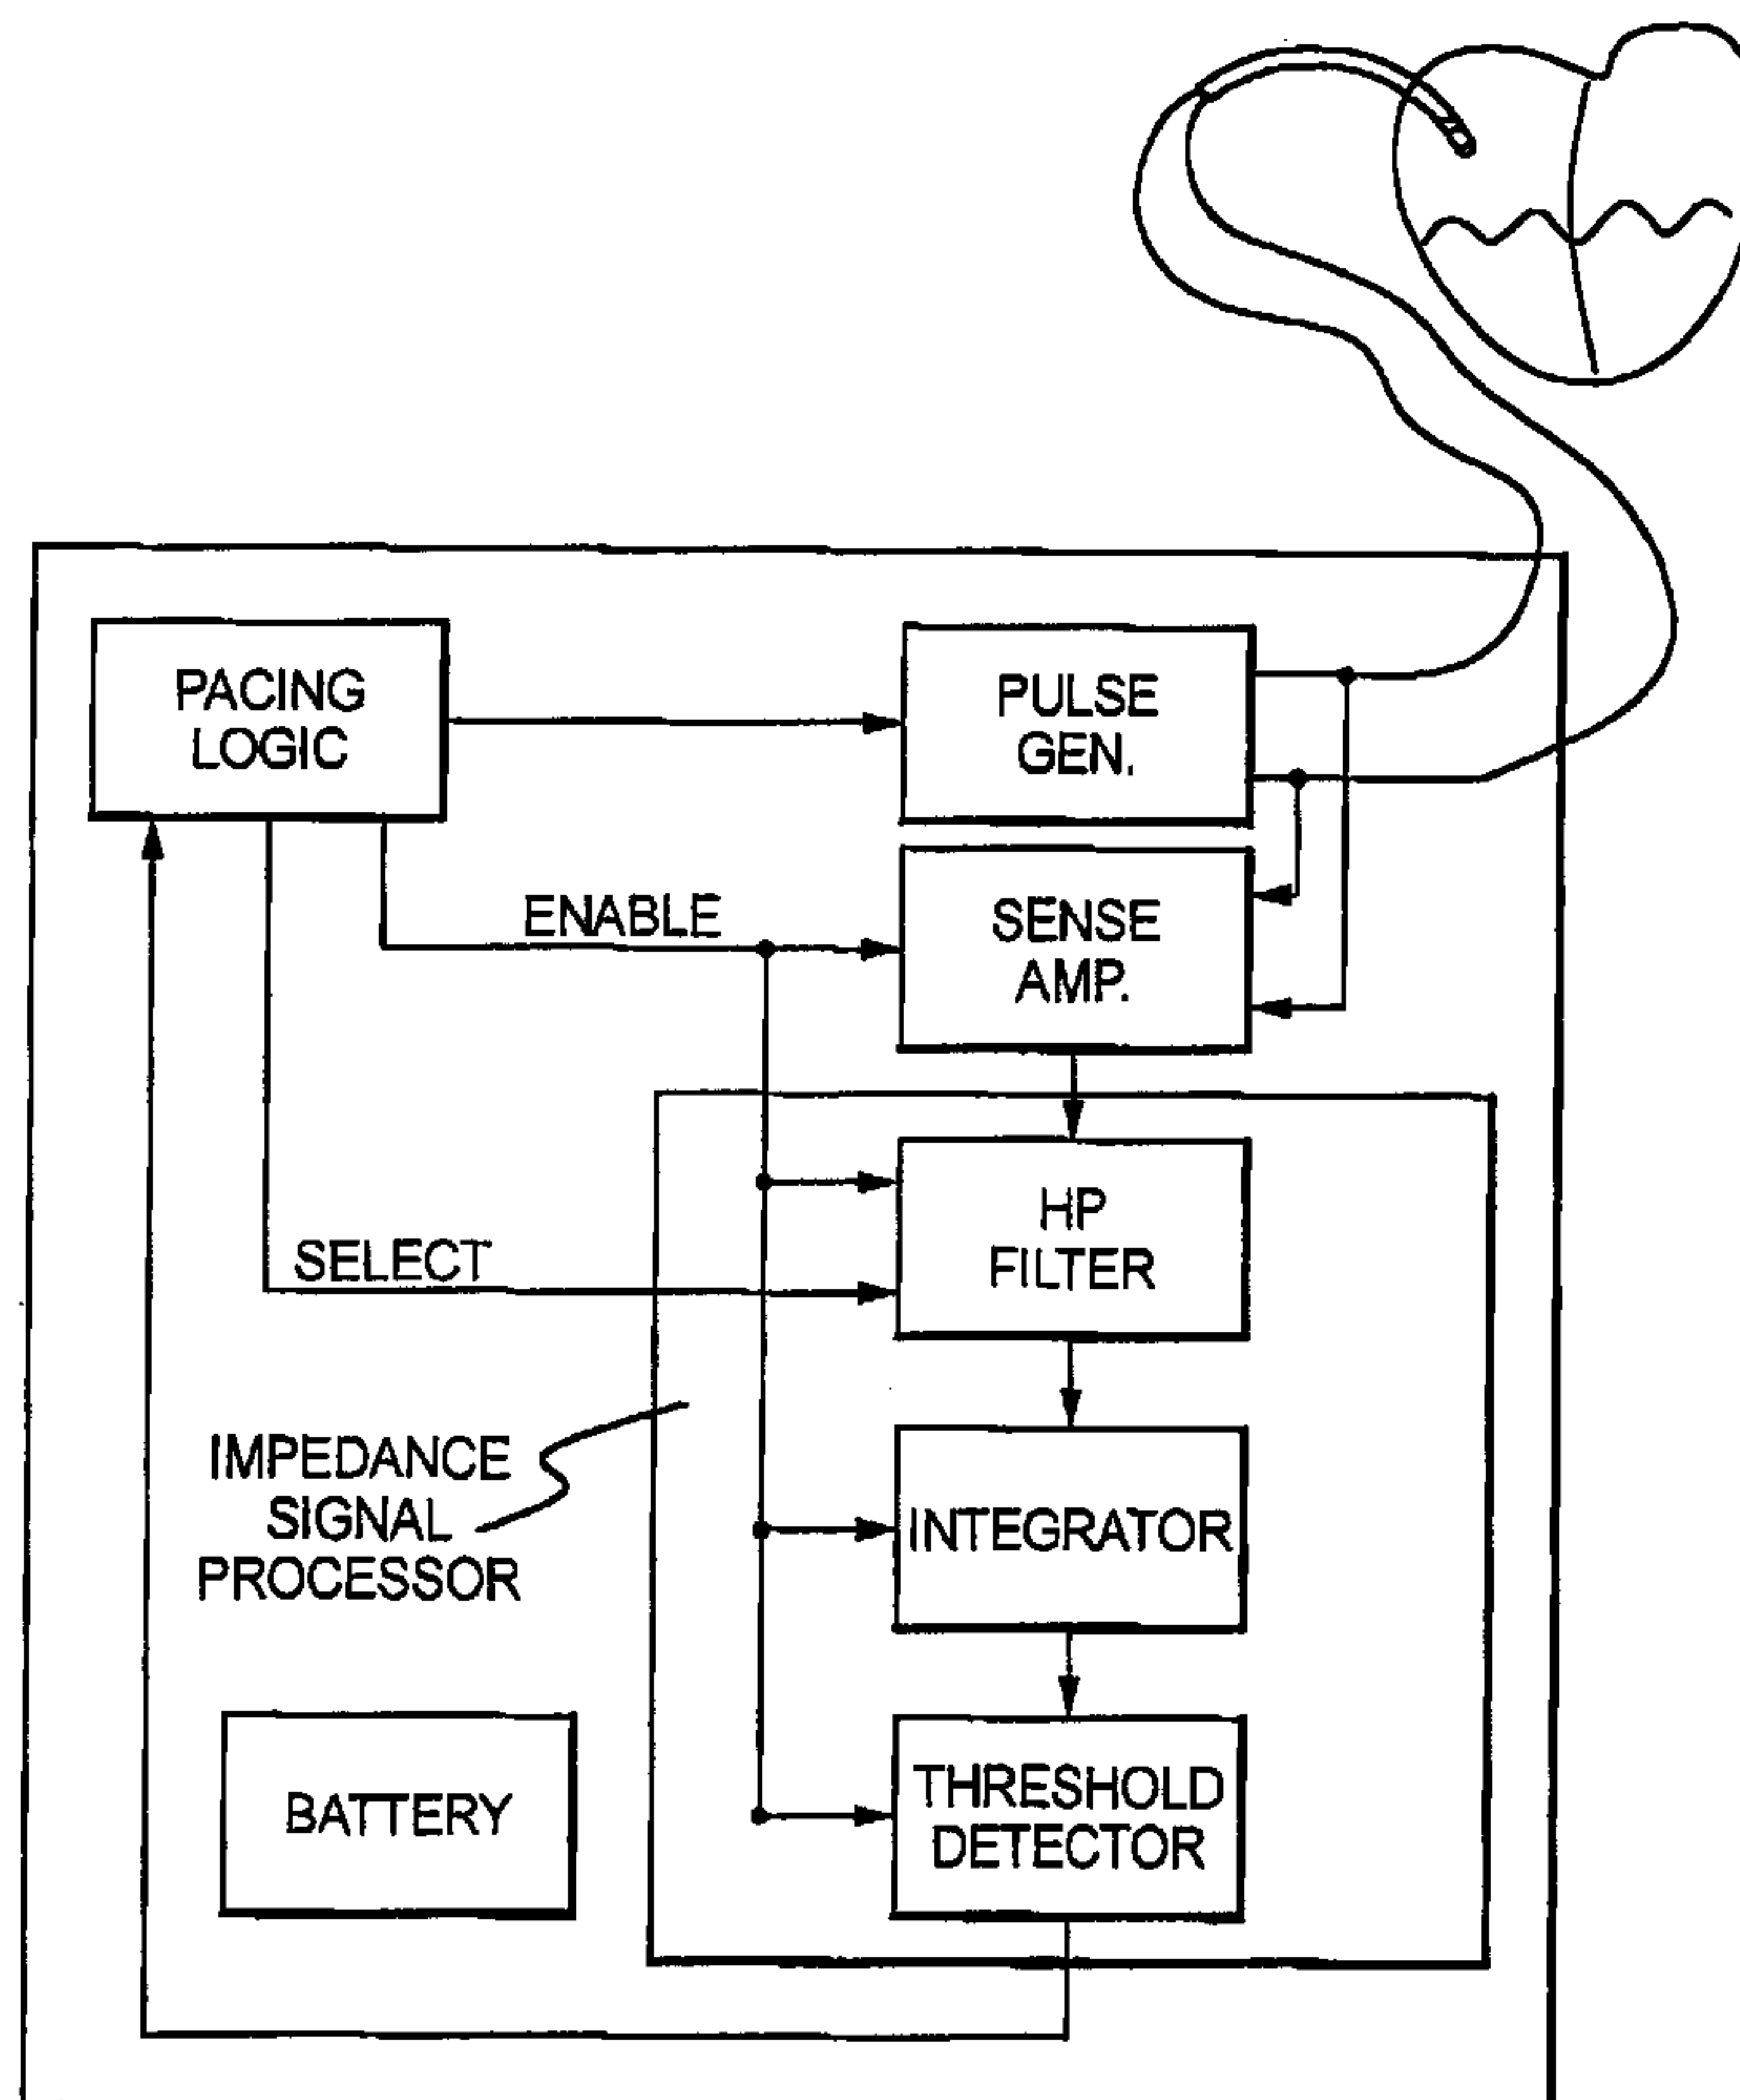 PACING
LOGIC
PULSE
GEN.
ENABLE
SENSE
AMP.
HP
FILTER
SELECT
IMPEDANCE
SIGNAL
PROCESSOR
INTEGRATOR
BATTERY
THRESHOLD
DETECTOR